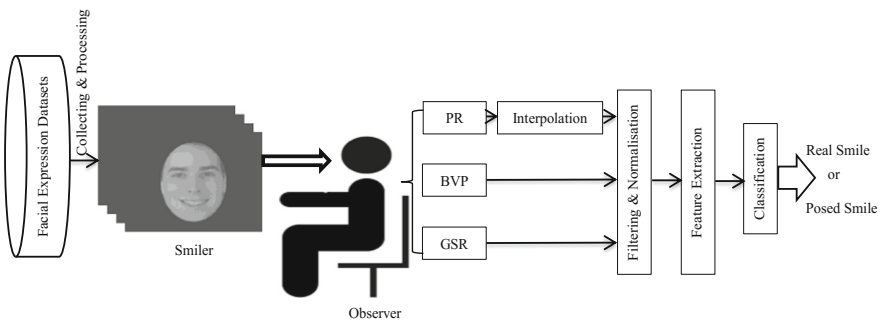 Facial Expression Datasets
Collecting & Processing
Smiler
Observer
PR
Interpolation
BVP
GSR
Filtering & Normalisation
Feature Extraction
Classification
Real Smile
or
Posed Smile